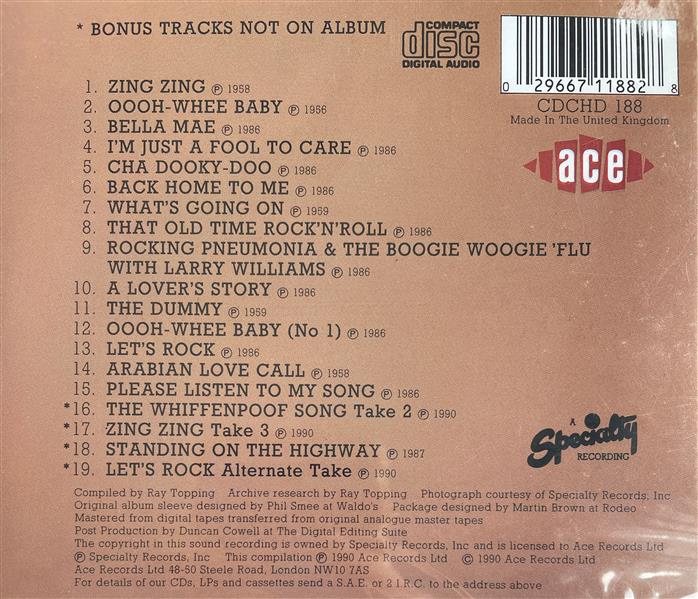 * BONUS TRACKS NOT ON ALBUM
COMPACT
disc
DIGITAL AUDIO
0 29667 11882 8
CDCHD 188
Made In The United Kingdom
ace
1. ZING ZING ℗ 1958
2. OOOH-WHEE BABY ℗ 1956
3. BELLA MAE ℗ 1986
4. I'M JUST A FOOL TO CARE ℗ 1986
5. CHA DOOKY-DOO ℗ 1986
6. BACK HOME TO ME ℗ 1986
7. WHAT'S GOING ON ℗ 1959
8. THAT OLD TIME ROCK'N'ROLL ℗ 1986
9. ROCKING PNEUMONIA & THE BOOGIE WOOGIE 'FLU
WITH LARRY WILLIAMS ℗ 1986
10. A LOVER'S STORY ℗ 1986
11. THE DUMMY ℗ 1959
12. OOOH-WHEE BABY (No 1) ℗ 1986
13. LET'S ROCK ℗ 1986
14. ARABIAN LOVE CALL ℗ 1958
15. PLEASE LISTEN TO MY SONG ℗ 1986
*16. THE WHIFFENPOOF SONG Take 2 ℗ 1990
*17. ZING ZING Take 3 ℗ 1990
*18. STANDING ON THE HIGHWAY ℗ 1987
*19. LET'S ROCK Alternate Take ℗ 1990
A
Specialty
RECORDING
Compiled by Ray Topping Archive research by Ray Topping Photograph courtesy of Specialty Records, Inc
Original album sleeve designed by Phil Smee at Waldo's Package designed by Martin Brown at Rodeo
Mastered from digital tapes transferred from original analogue master tapes
Post Production by Duncan Cowell at The Digital Editing Suite
The copyright in this sound recording is owned by Specialty Records, Inc and is licensed to Ace Records Ltd
℗ Specialty Records, Inc This compilation ℗ 1990 Ace Records Ltd © 1990 Ace Records Ltd
Ace Records Ltd 48-50 Steele Road, London NW10 7AS
For details of our CDs, LPs and cassettes send a S.A.E. or 2 I.R.C. to the address above